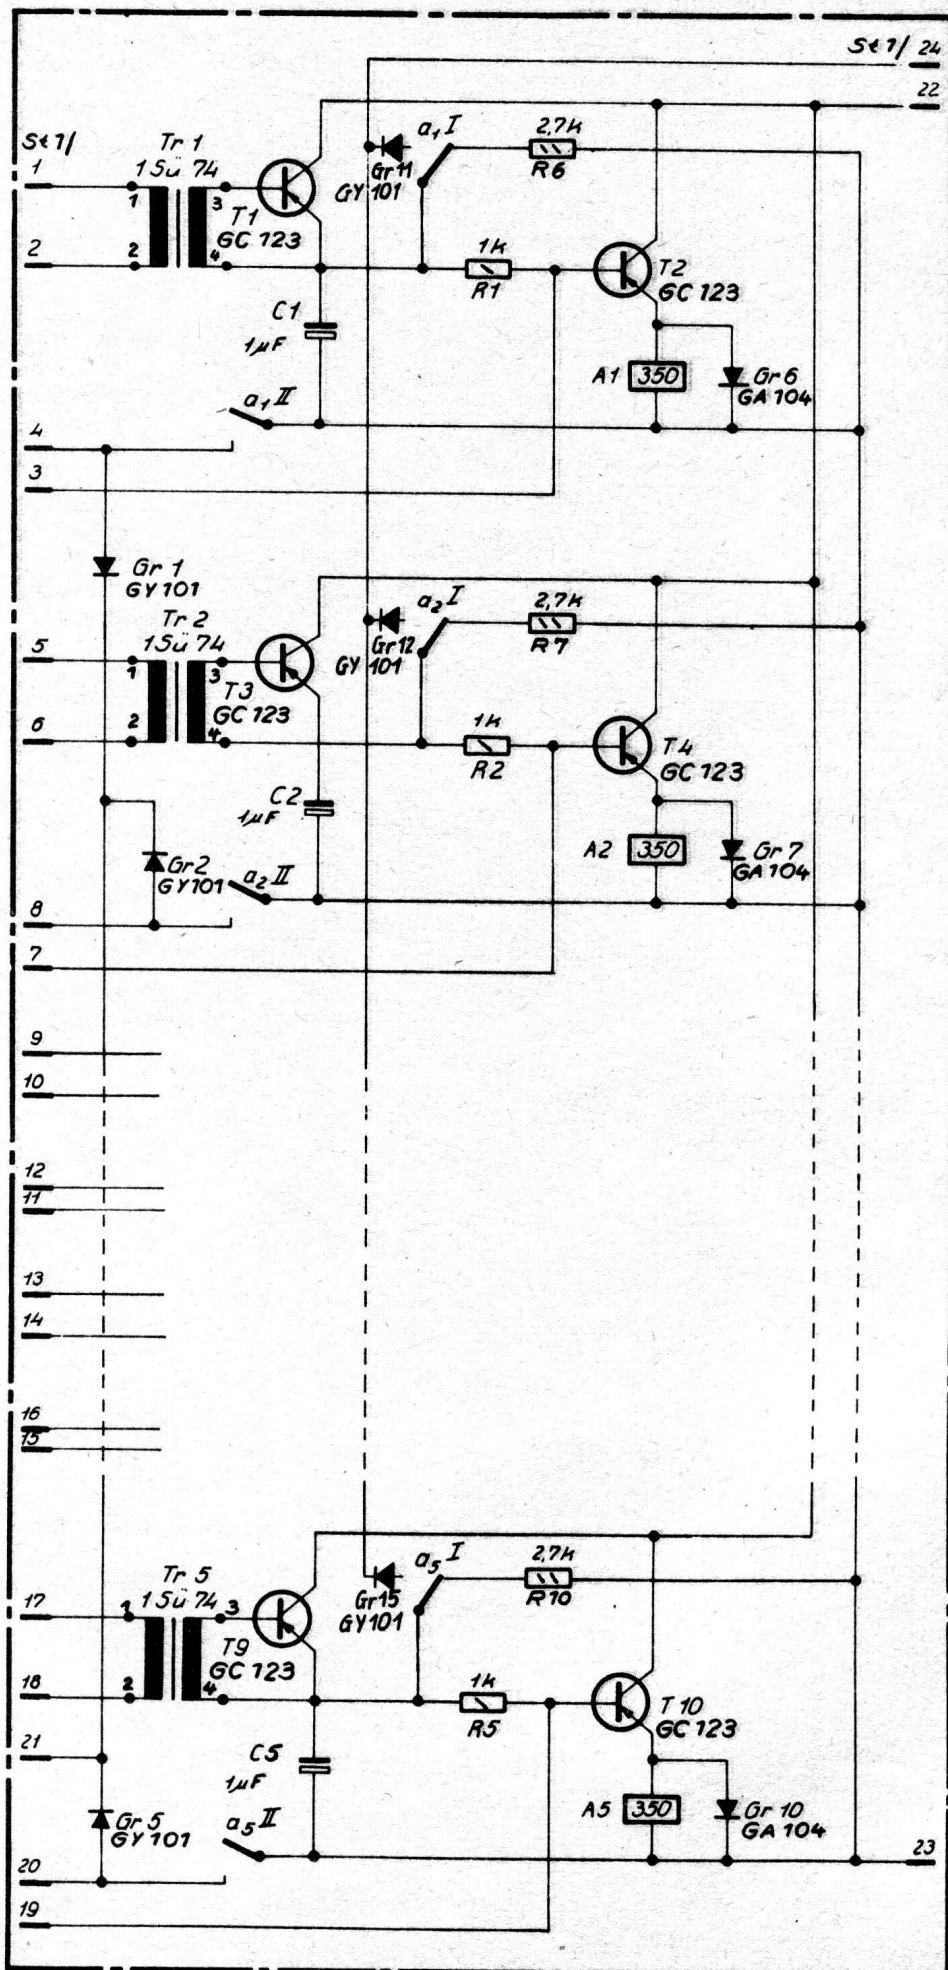 St 1/ 24
22
St 1/
1
Tr 1
1 Sü 74
1
3
T1
GC 123
2
2
4
Gr 11
GY 101
a₁ I
2,7k
R6
1k
R1
T2
GC 123
C1
1µF
A1
350
Gr 6
GA 104
a₁ II
4
3
Gr 1
GY 101
Tr 2
1 Sü 74
5
1
3
T3
GC 123
6
2
4
Gr 12
GY 101
a₂ I
2,7k
R7
1k
R2
T4
GC 123
C2
1µF
A2
350
Gr 7
GA 104
Gr 2
GY 101
a₂ II
8
7
9
10
12
11
13
14
16
15
Tr 5
1 Sü 74
17
1
3
T9
GC 123
18
2
4
Gr 15
GY 101
a₅ I
2,7k
R10
1k
R5
T 10
GC 123
21
C5
1µF
A5
350
Gr 10
GA 104
Gr 5
GY 101
a₅ II
23
20
19